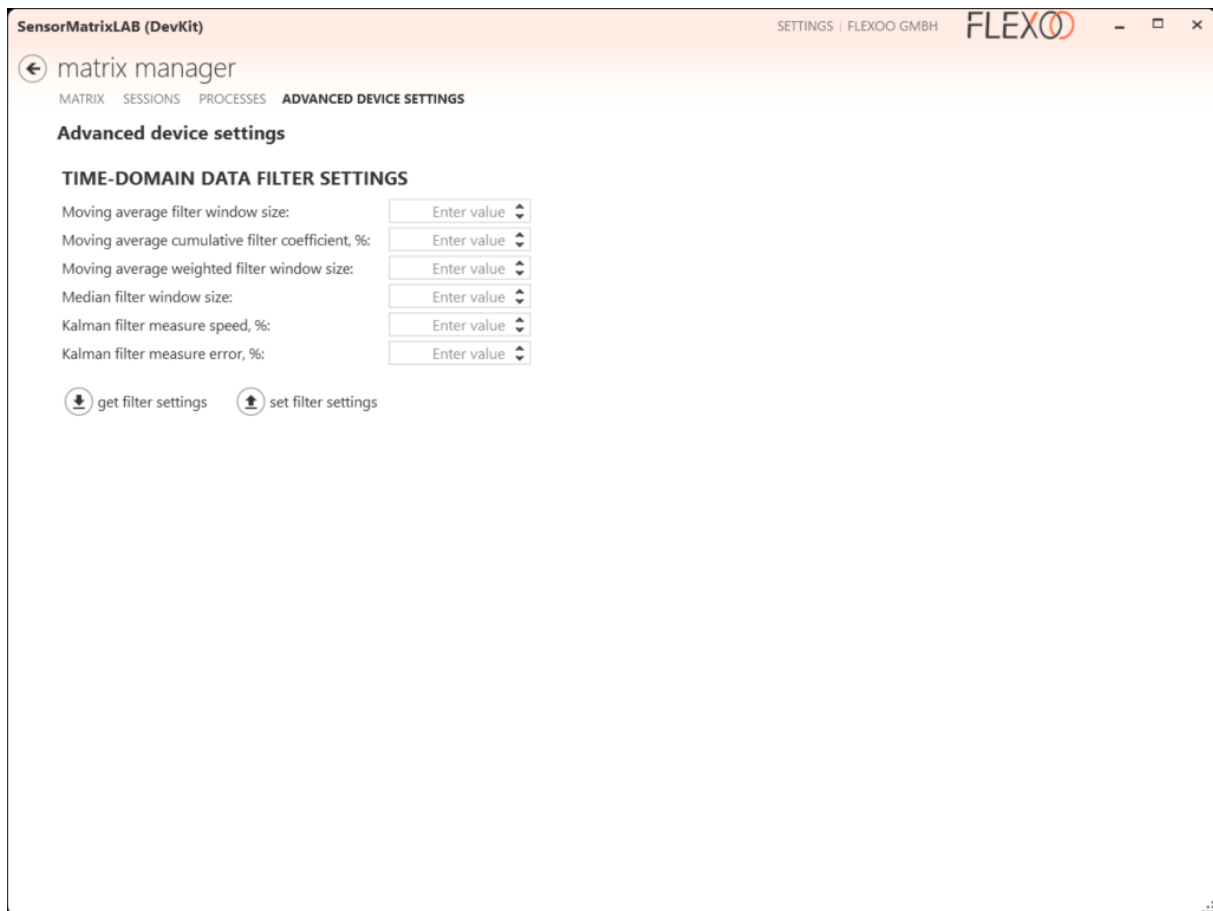 SensorMatrixLAB (DevKit) SETTINGS | FLEXOO GMBH FLEXOO
matrix manager
MATRIX SESSIONS PROCESSES ADVANCED DEVICE SETTINGS
Advanced device settings
TIME-DOMAIN DATA FILTER SETTINGS
Moving average filter window size: Enter value
Moving average cumulative filter coefficient, %: Enter value
Moving average weighted filter window size: Enter value
Median filter window size: Enter value
Kalman filter measure speed, %: Enter value
Kalman filter measure error, %: Enter value
get filter settings set filter settings